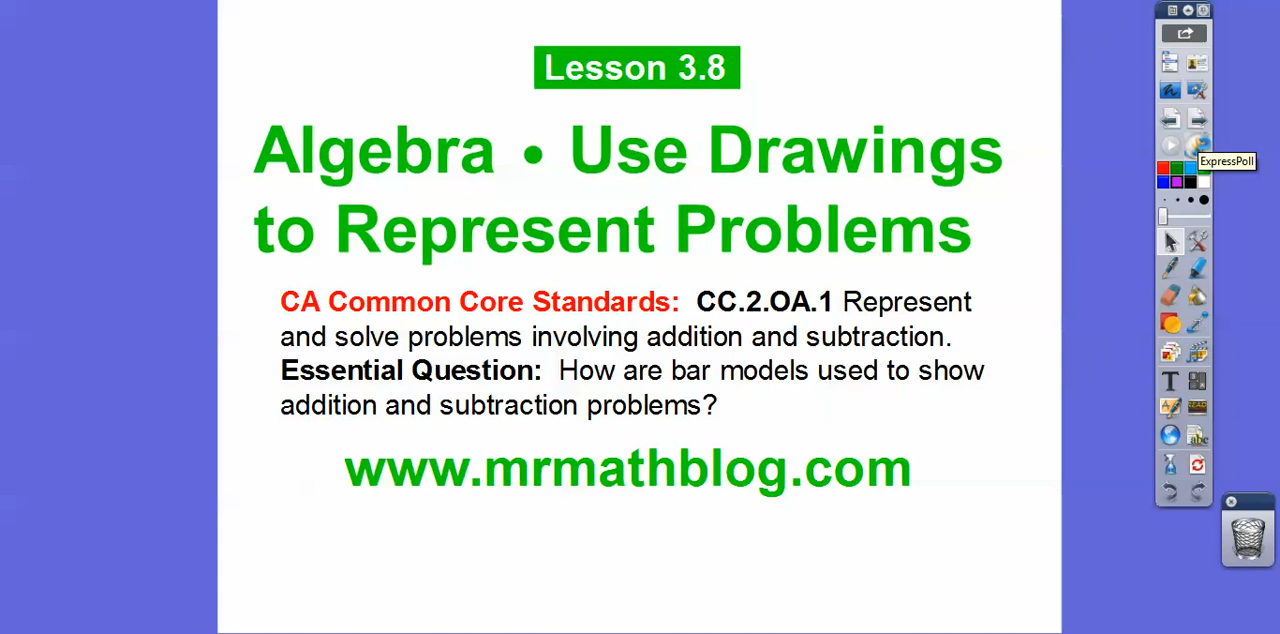 Lesson 3.8
Algebra • Use Drawings
to Represent Problems
CA Common Core Standards: CC.2.OA.1 Represent
and solve problems involving addition and subtraction.
Essential Question: How are bar models used to show
addition and subtraction problems?
www.mrmathblog.com
ExpressPoll